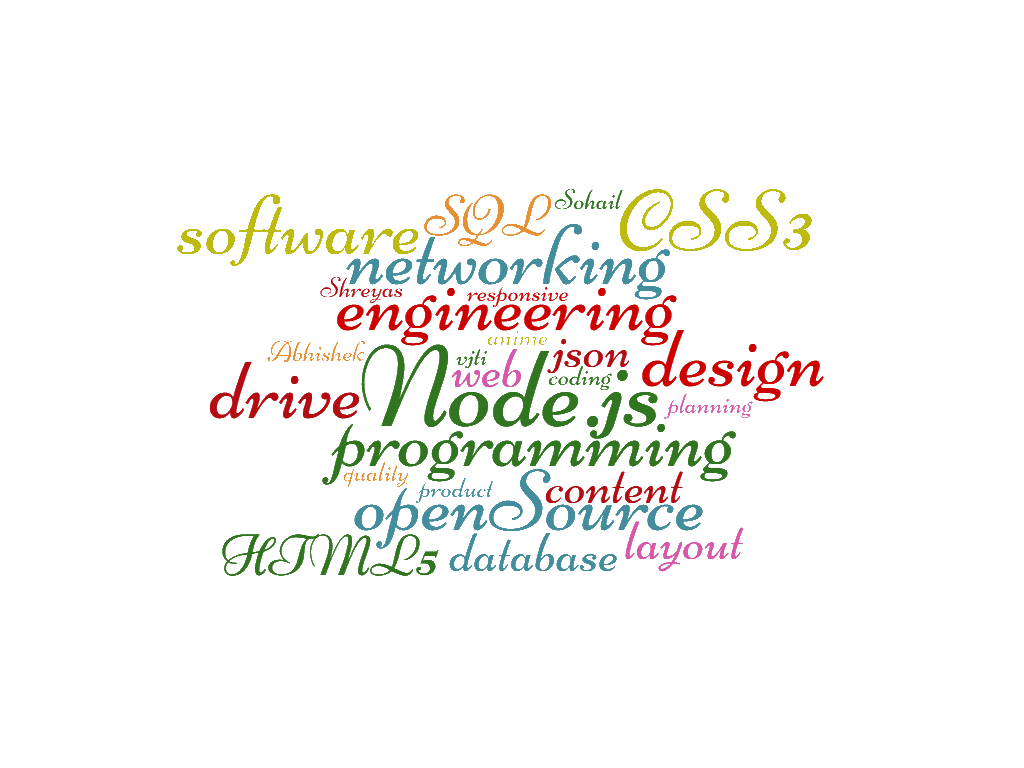 software SQL Sohail CSS3
networking
Shreyas responsive
engineering
anime
Abhishek vjti json design
drive Node.js web coding planning
programming
quality product content
openSource
HTML5 database layout